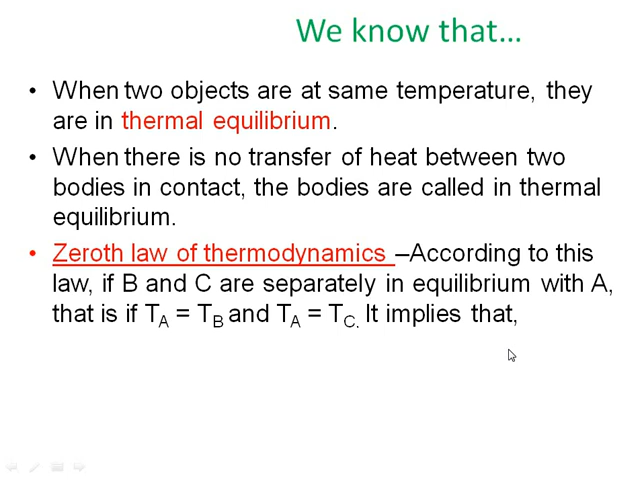 We know that...
• When two objects are at same temperature, they
are in thermal equilibrium.
• When there is no transfer of heat between two
bodies in contact, the bodies are called in thermal
equilibrium.
• Zeroth law of thermodynamics –According to this
law, if B and C are separately in equilibrium with A,
that is if T_A = T_B and T_A = T_C. It implies that,